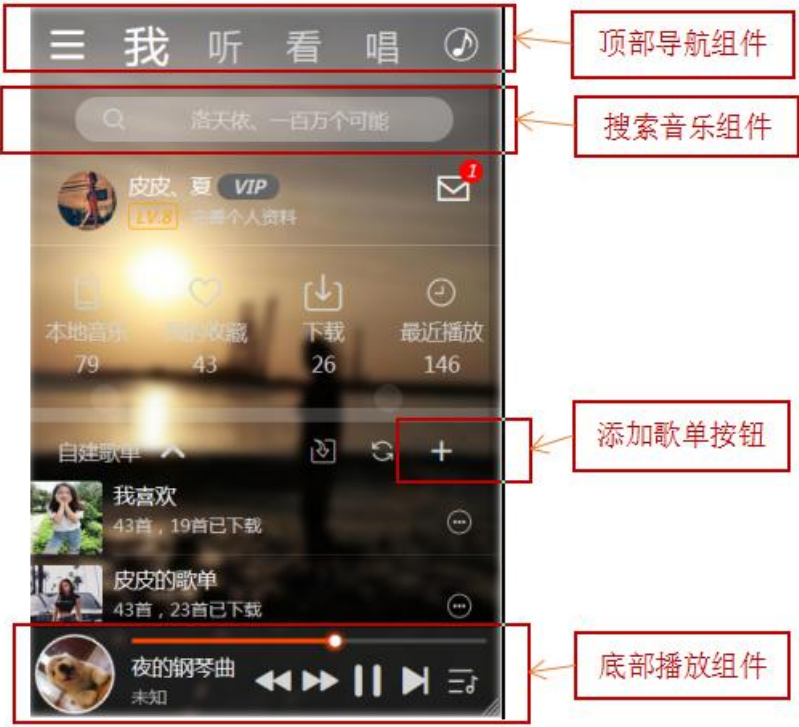 我 听 看 唱
顶部导航组件
洛天依、一百万个可能
搜索音乐组件
皮皮、夏 VIP
1
LV.8 完善个人资料
本地音乐 我的收藏 下载 最近播放
79 43 26 146
自建歌单
添加歌单按钮
我喜欢
43首，19首已下载
皮皮的歌单
43首，23首已下载
夜的钢琴曲
未知
底部播放组件